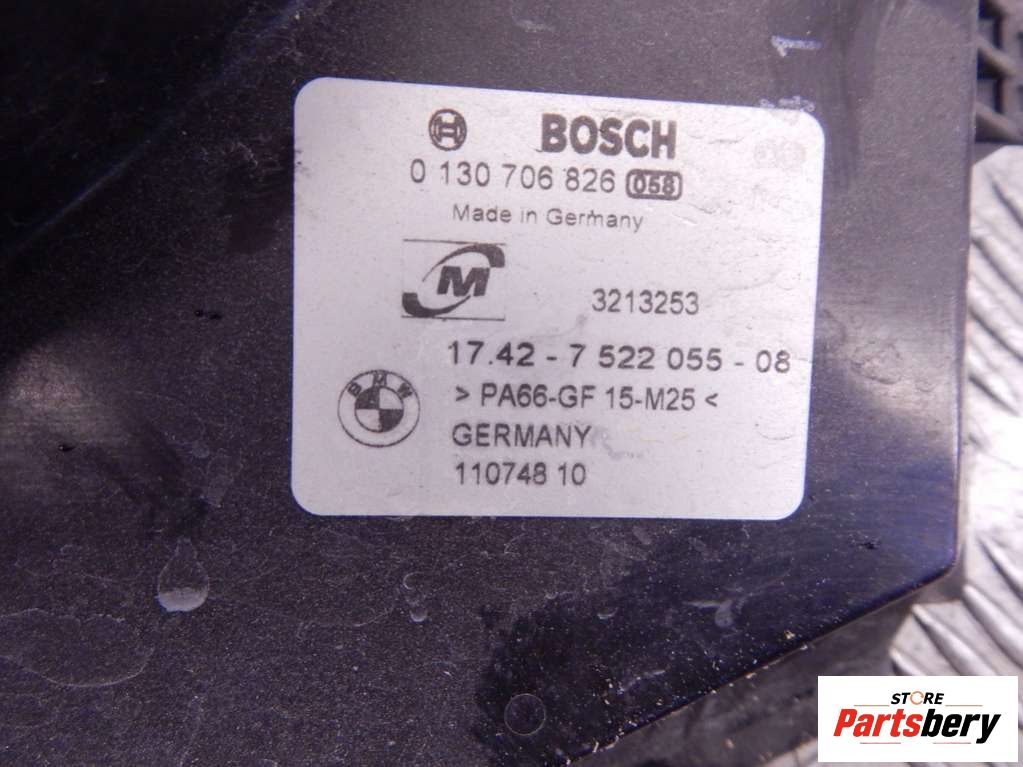 BOSCH
0 130 706 826 058
Made in Germany
M
3213253
17.42 - 7 522 055 - 08
BMW
> PA66-GF 15-M25 <
GERMANY
110748 10
STORE
Partsbery